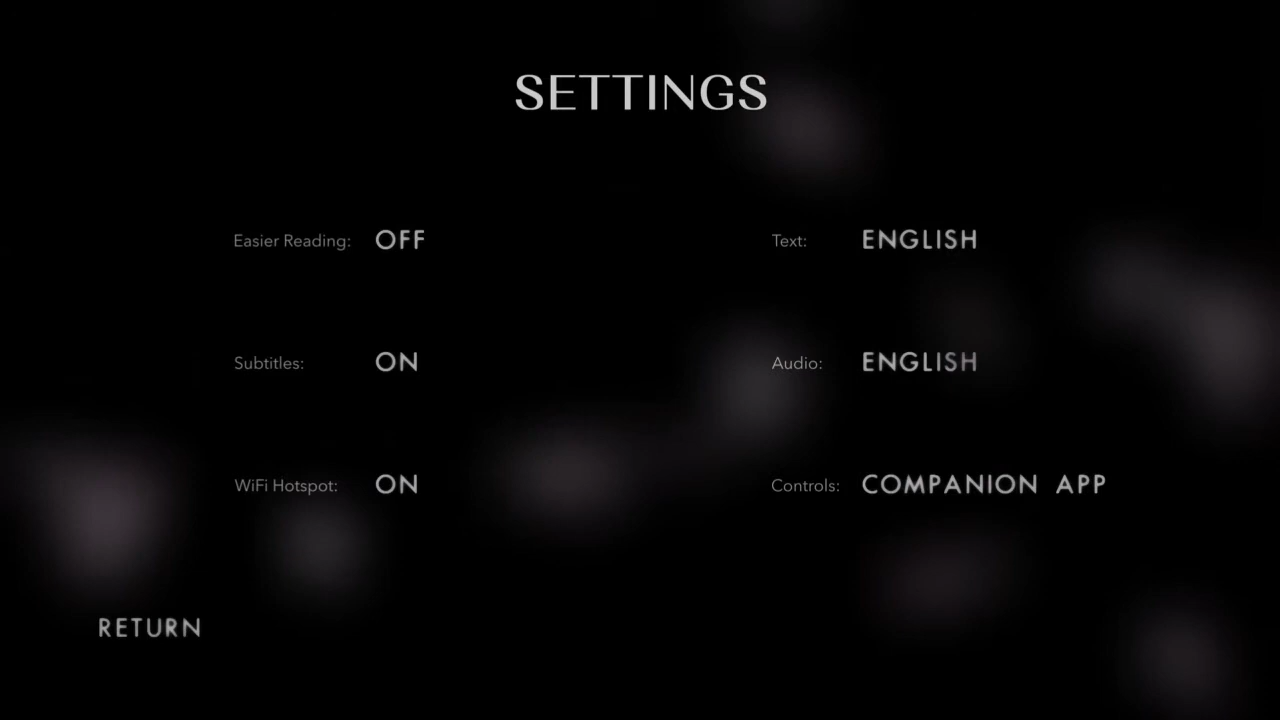 SETTINGS
Easier Reading: OFF
Text: ENGLISH
Subtitles: ON
Audio: ENGLISH
WiFi Hotspot: ON
Controls: COMPANION APP
RETURN